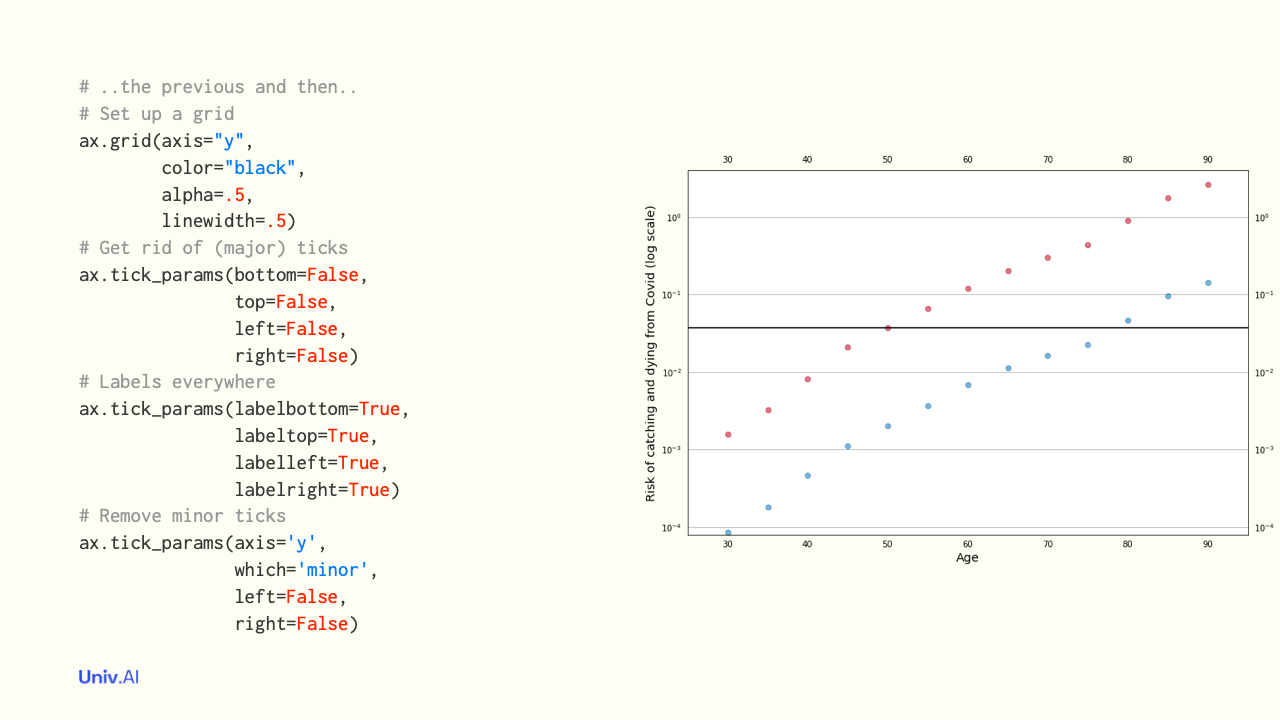 # ..the previous and then..
# Set up a grid
ax.grid(axis="y",
        color="black",
        alpha=.5,
        linewidth=.5)
# Get rid of (major) ticks
ax.tick_params(bottom=False,
               top=False,
               left=False,
               right=False)
# Labels everywhere
ax.tick_params(labelbottom=True,
               labeltop=True,
               labelleft=True,
               labelright=True)
# Remove minor ticks
ax.tick_params(axis='y',
               which='minor',
               left=False,
               right=False)
Univ.AI
30 40 50 60 70 80 90
Risk of catching and dying from Covid (log scale)
10⁰ 10⁰
10⁻¹ 10⁻¹
10⁻² 10⁻²
10⁻³ 10⁻³
10⁻⁴ 10⁻⁴
30 40 50 60 70 80 90
Age